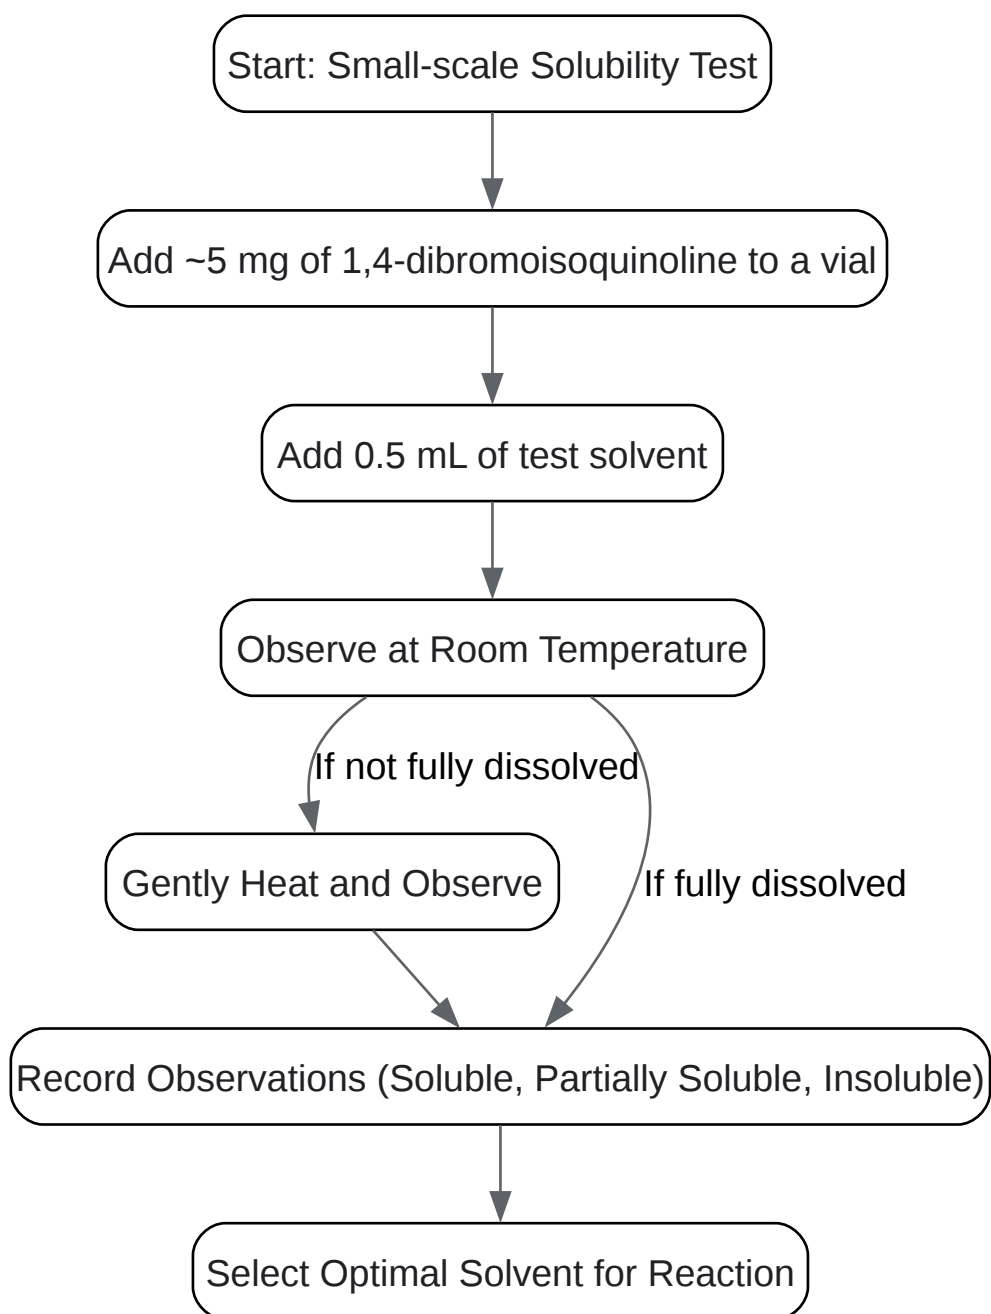 Start: Small-scale Solubility Test
Add ~5 mg of 1,4-dibromoisoquinoline to a vial
Add 0.5 mL of test solvent
Observe at Room Temperature
If not fully dissolved
Gently Heat and Observe
If fully dissolved
Record Observations (Soluble, Partially Soluble, Insoluble)
Select Optimal Solvent for Reaction